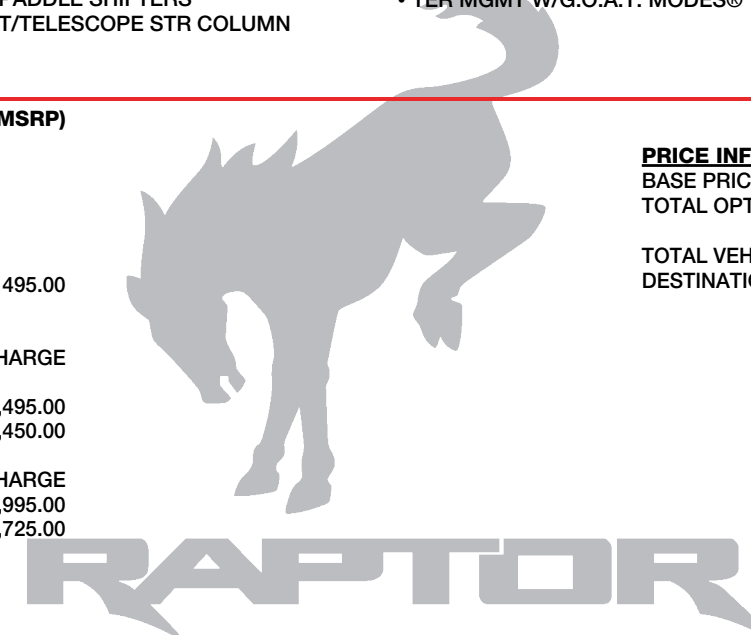 PADDLE SHIFTERS
T/TELESCOPE STR COLUMN
• TER MGMT W/G.O.A.T. MODES®
MSRP)
495.00
HARGE
,495.00
,450.00
HARGE
,995.00
,725.00
PRICE INF
BASE PRIC
TOTAL OPT
TOTAL VEH
DESTINATI
RAPTOR